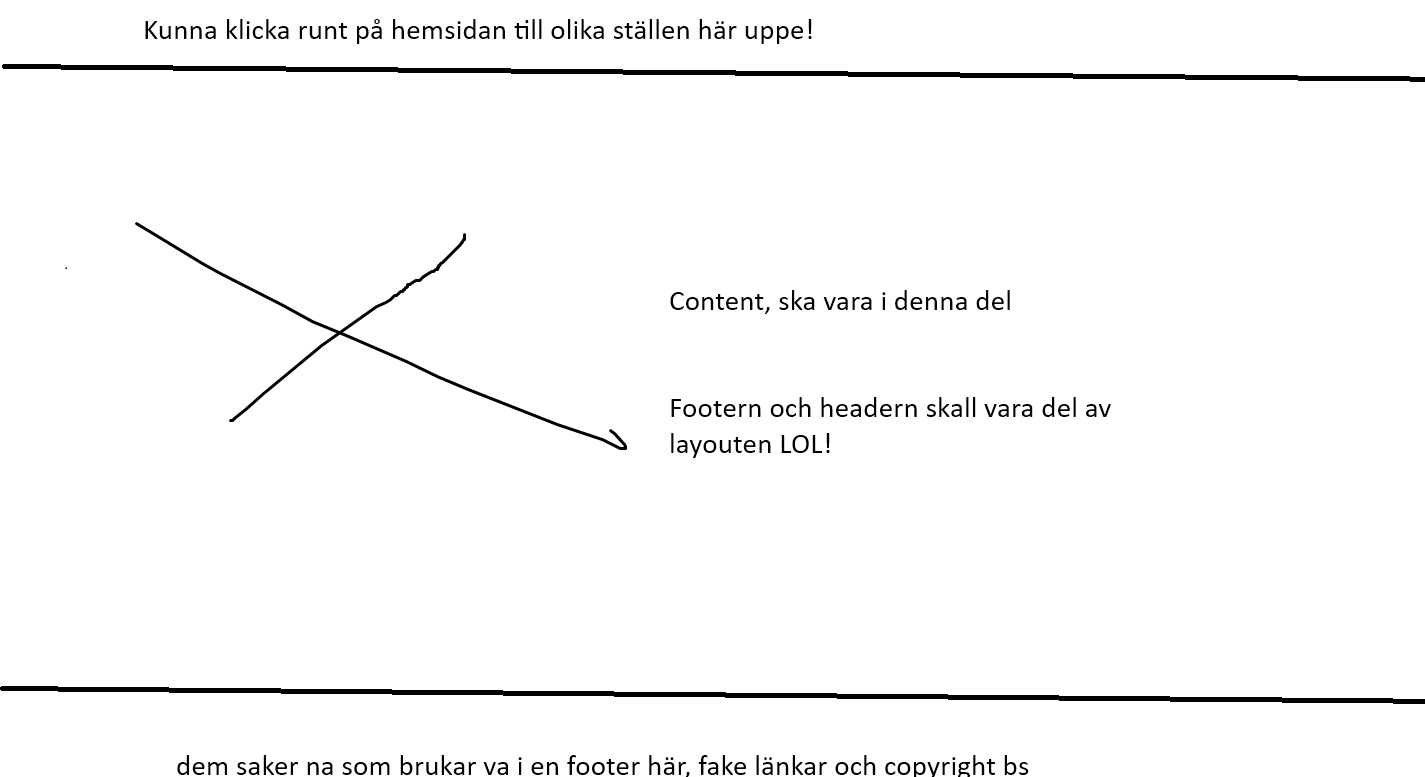 Kunna klicka runt på hemsidan till olika ställen här uppe!
Content, ska vara i denna del
Footern och headern skall vara del av
layouten LOL!
dem saker na som brukar va i en footer här, fake länkar och copyright bs